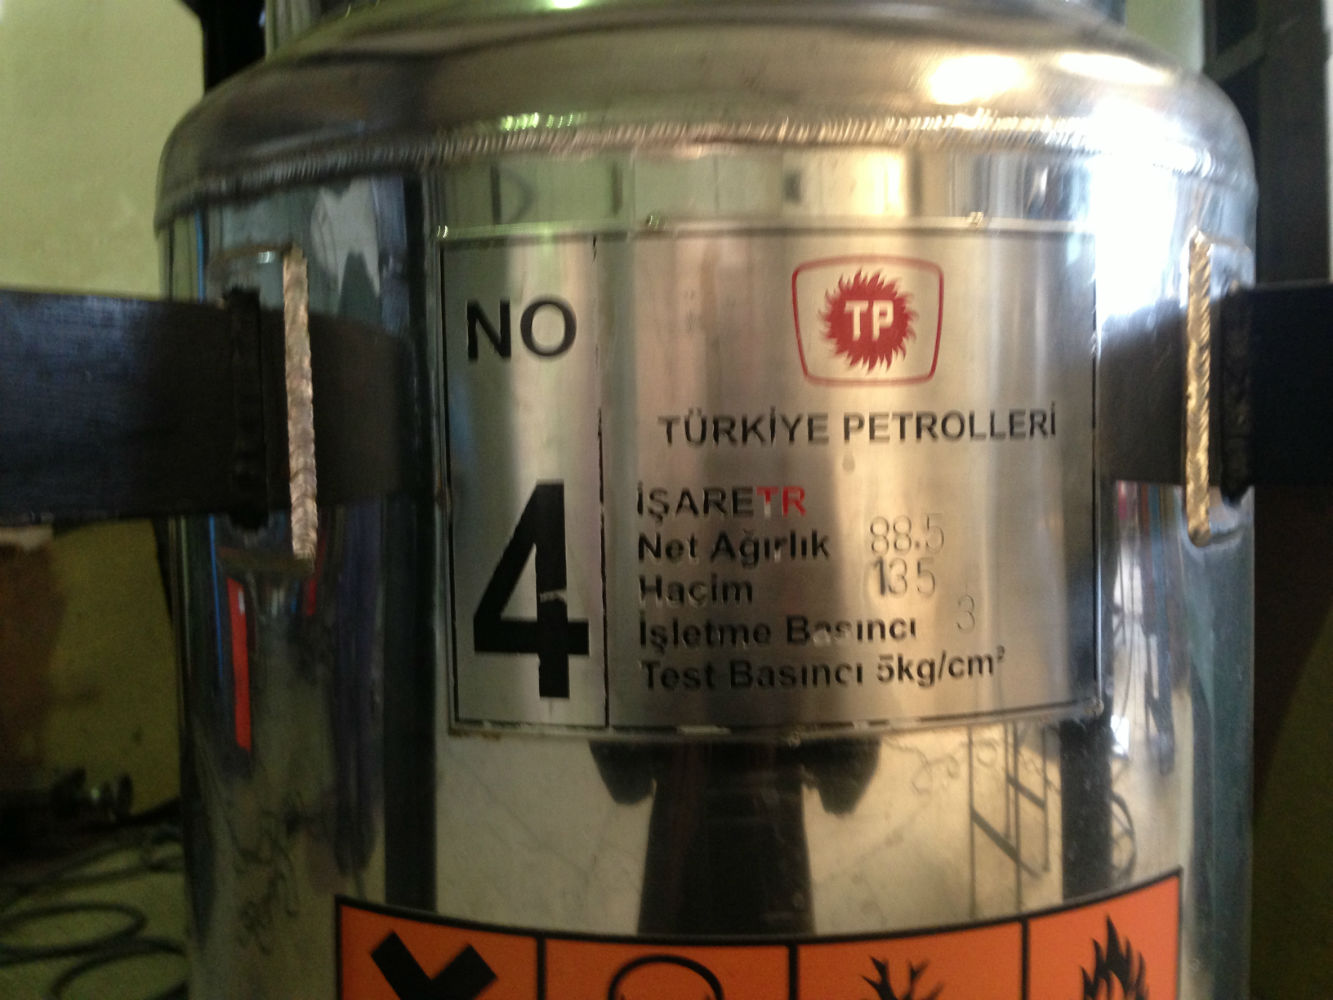 NO
4
TP
TÜRKİYE PETROLLERİ
İŞARETR
Net Ağırlık 88.5
Hacim 135
İşletme Basıncı 3
Test Basıncı 5kg/cm²